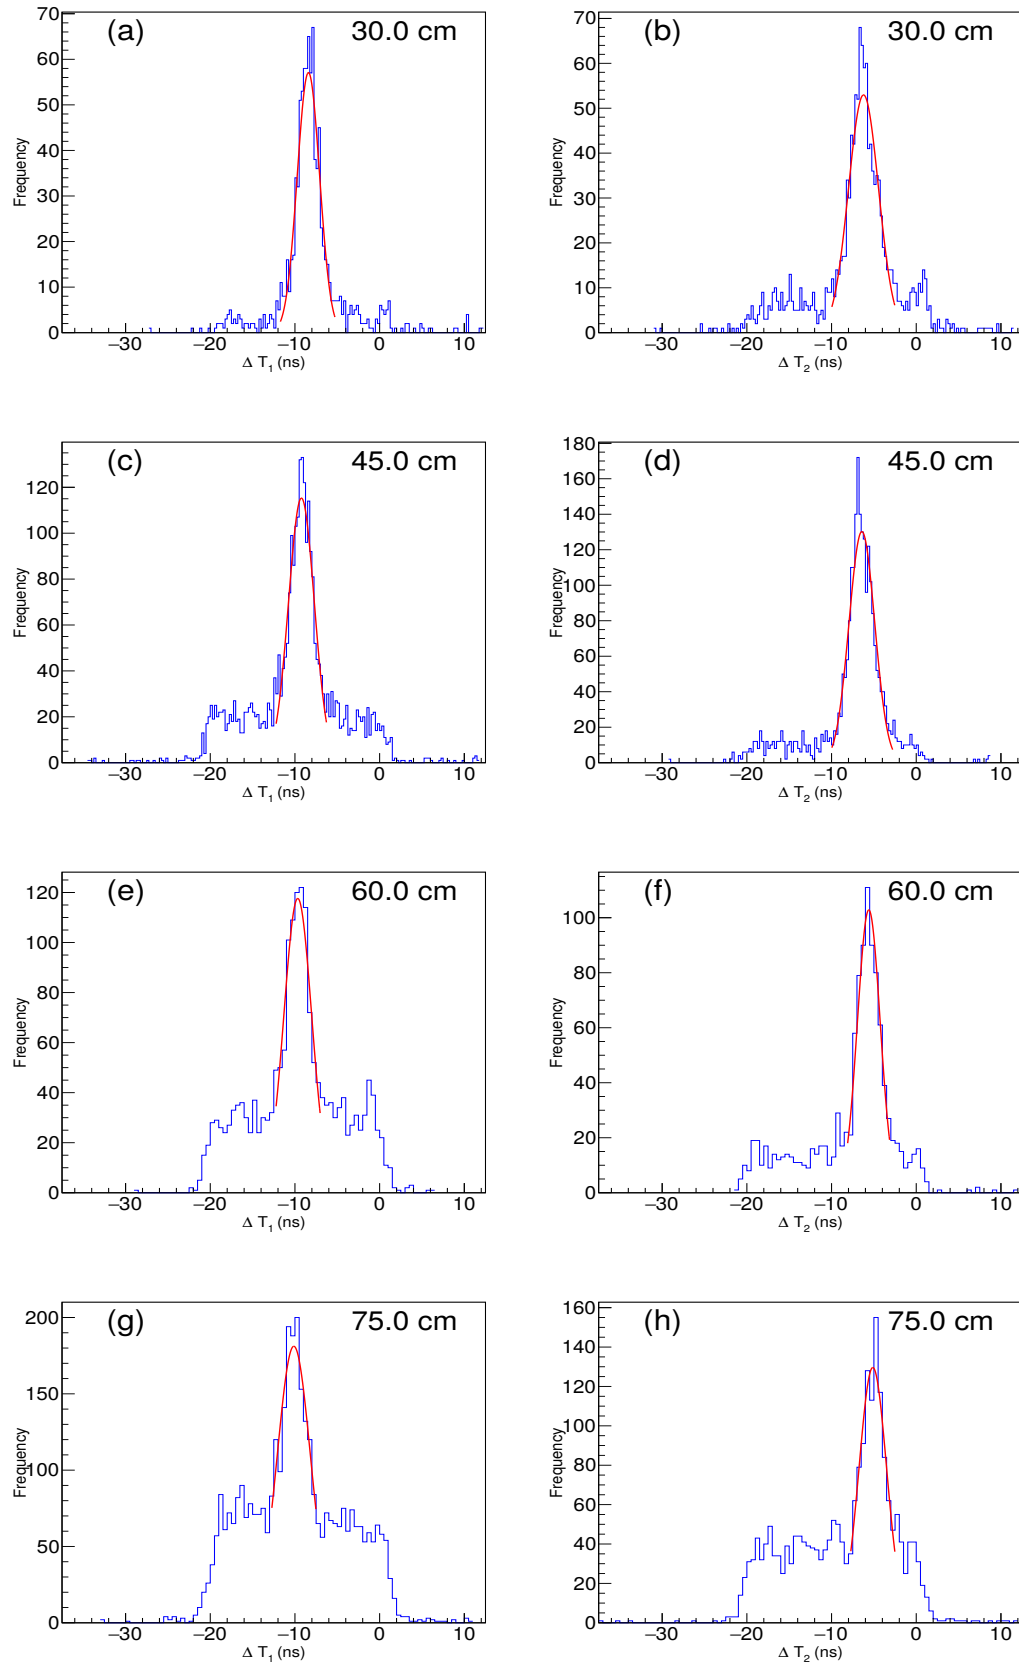 (a) 30.0 cm
Frequency
70
60
50
40
30
20
10
0
−30 −20 −10 0 10
Δ T1 (ns)
(b) 30.0 cm
Frequency
70
60
50
40
30
20
10
0
−30 −20 −10 0 10
Δ T2 (ns)
(c) 45.0 cm
Frequency
120
100
80
60
40
20
0
−30 −20 −10 0 10
Δ T1 (ns)
(d) 45.0 cm
Frequency
180
160
140
120
100
80
60
40
20
0
−30 −20 −10 0 10
Δ T2 (ns)
(e) 60.0 cm
Frequency
120
100
80
60
40
20
0
−30 −20 −10 0 10
Δ T1 (ns)
(f) 60.0 cm
Frequency
100
80
60
40
20
0
−30 −20 −10 0 10
Δ T2 (ns)
(g) 75.0 cm
Frequency
200
150
100
50
0
−30 −20 −10 0 10
Δ T1 (ns)
(h) 75.0 cm
Frequency
160
140
120
100
80
60
40
20
0
−30 −20 −10 0 10
Δ T2 (ns)